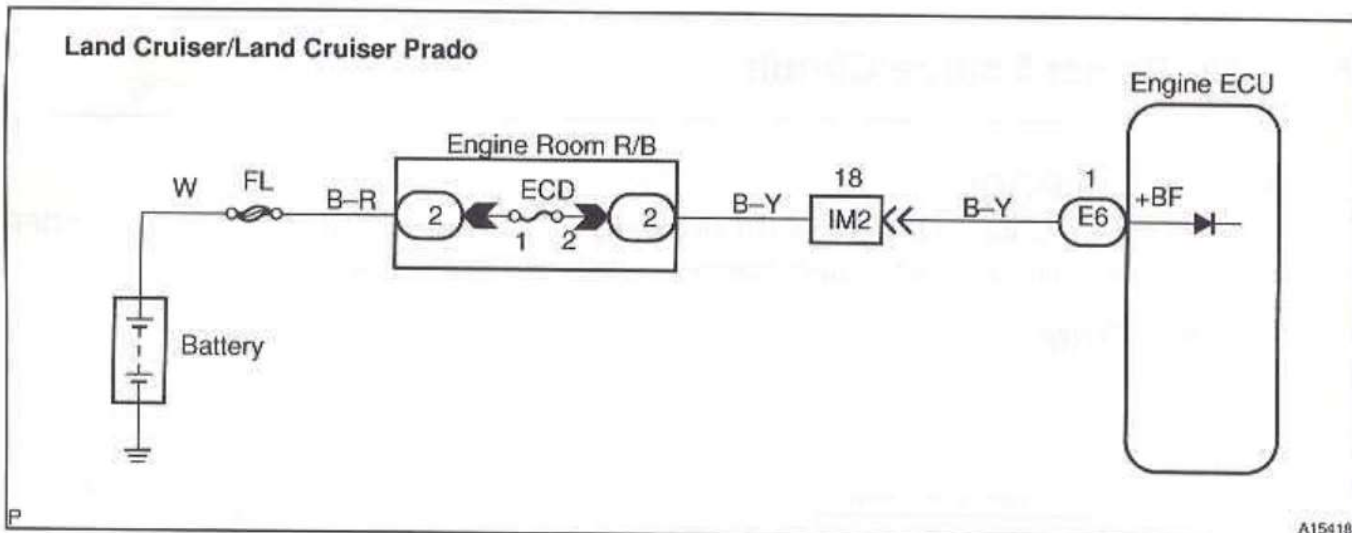 Land Cruiser/Land Cruiser Prado
Engine ECU
Engine Room R/B
W FL B–R 2 ECD 2 B–Y 18 IM2 B–Y 1 E6 +BF
1 2
Battery
P
A15418